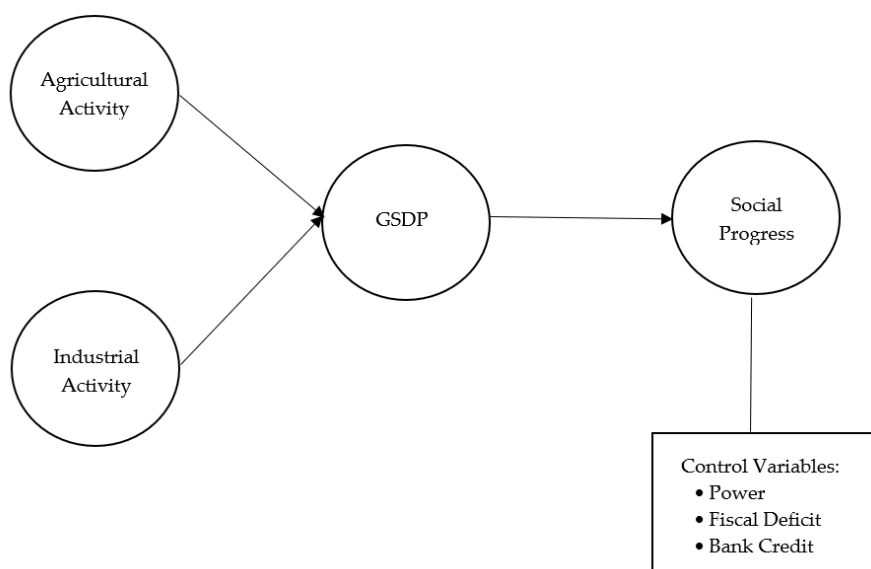 Agricultural
Activity
GSDP
Social
Progress
Industrial
Activity
Control Variables:
• Power
• Fiscal Deficit
• Bank Credit